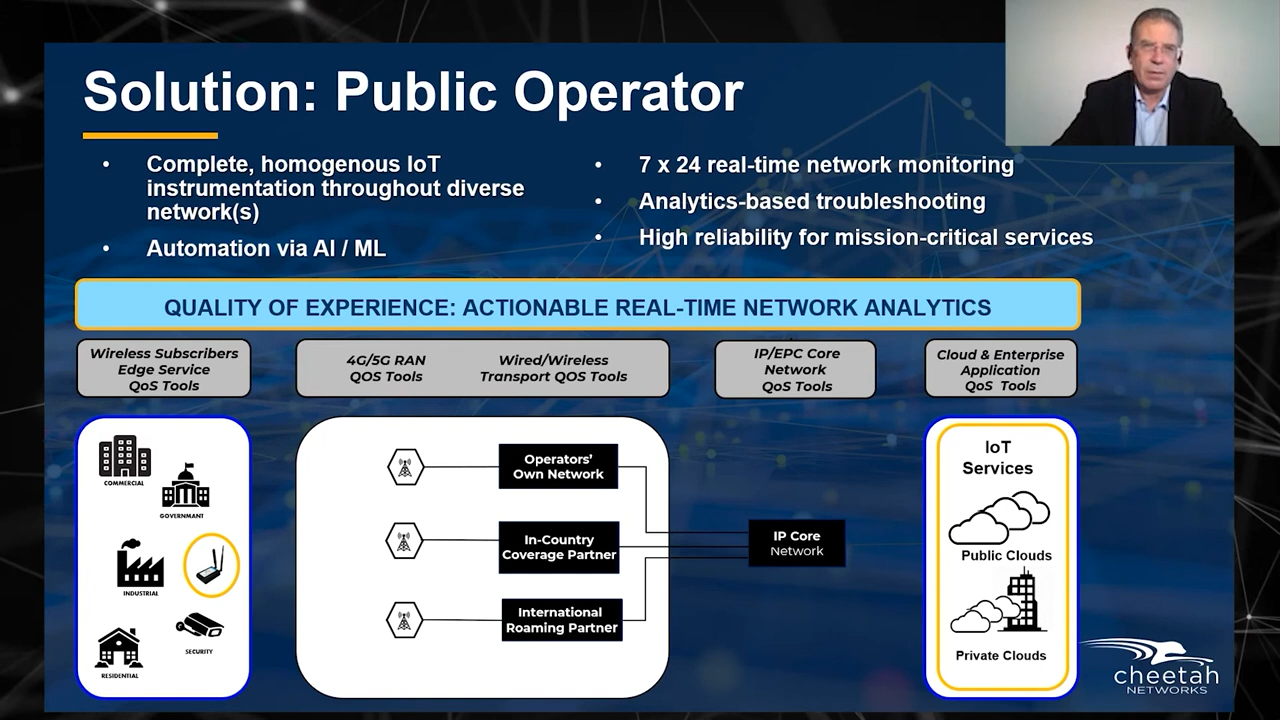 Solution: Public Operator
• Complete, homogenous IoT
instrumentation throughout diverse
network(s)
• Automation via AI / ML
• 7 x 24 real-time network monitoring
• Analytics-based troubleshooting
• High reliability for mission-critical services
QUALITY OF EXPERIENCE: ACTIONABLE REAL-TIME NETWORK ANALYTICS
Wireless Subscribers
Edge Service
QoS Tools
4G/5G RAN
QOS Tools
Wired/Wireless
Transport QOS Tools
IP/EPC Core
Network
QoS Tools
Cloud & Enterprise
Application
QoS Tools
COMMERCIAL
GOVERNMANT
INDUSTRIAL
SECURITY
RESIDENTIAL
Operators'
Own Network
In-Country
Coverage Partner
International
Roaming Partner
IP Core
Network
IoT
Services
Public Clouds
Private Clouds
cheetah
NETWORKS